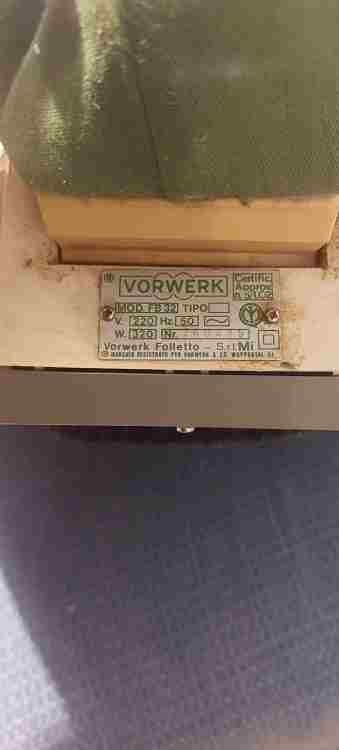 VORWERK
Certific.
Approv.
MOD. FB 32 TIPO
V. 220 Hz 50
W. 320 Nr.
Vorwerk Folletto - S.r.l. Mi
MARCHIO REGISTRATO PER VORWERK & CO. WUPPERTAL